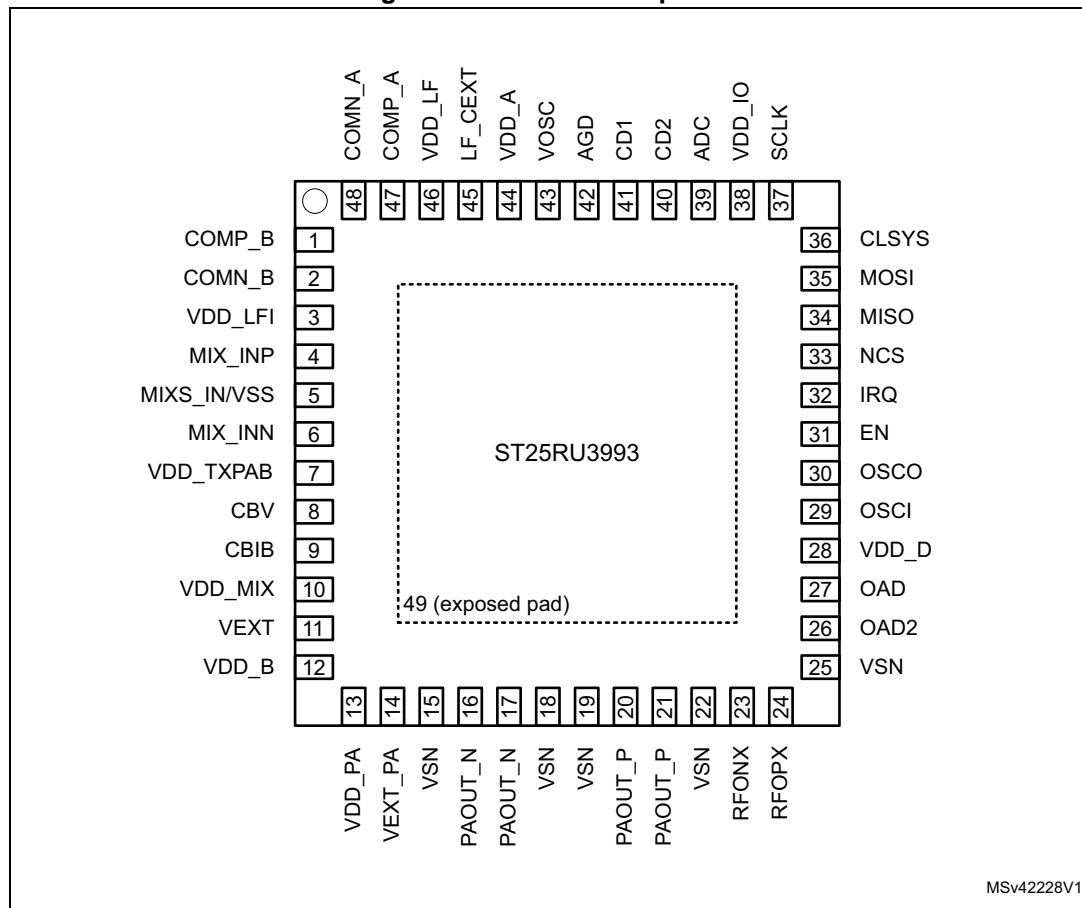 COMN_A
COMP_A
VDD_LF
LF_CEXT
VDD_A
VOSC
AGD
CD1
CD2
ADC
VDD_IO
SCLK
48
47
46
45
44
43
42
41
40
39
38
37
COMP_B 1
COMN_B 2
VDD_LFI 3
MIX_INP 4
MIXS_IN/VSS 5
MIX_INN 6
VDD_TXPAB 7
CBV 8
CBIB 9
VDD_MIX 10
VEXT 11
VDD_B 12
ST25RU3993
49 (exposed pad)
36 CLSYS
35 MOSI
34 MISO
33 NCS
32 IRQ
31 EN
30 OSCO
29 OSCI
28 VDD_D
27 OAD
26 OAD2
25 VSN
13
14
15
16
17
18
19
20
21
22
23
24
VDD_PA
VEXT_PA
VSN
PAOUT_N
PAOUT_N
VSN
VSN
PAOUT_P
PAOUT_P
VSN
RFONX
RFOPX
MSv42228V1